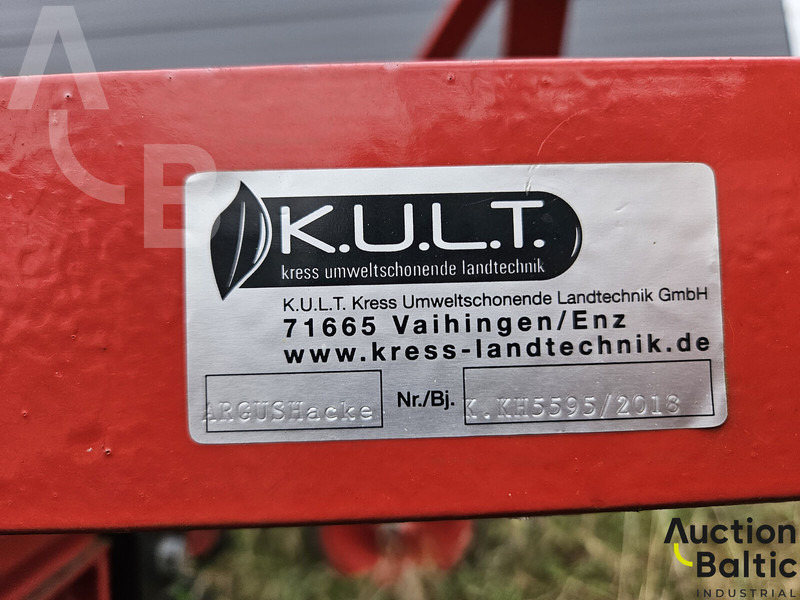 AB
K.U.L.T.
kress umweltschonende landtechnik
K.U.L.T. Kress Umweltschonende Landtechnik GmbH
71665 Vaihingen/Enz
www.kress-landtechnik.de
ARGUSHacke Nr./Bj. K.KH5595/2018
Auction
Baltic
INDUSTRIAL